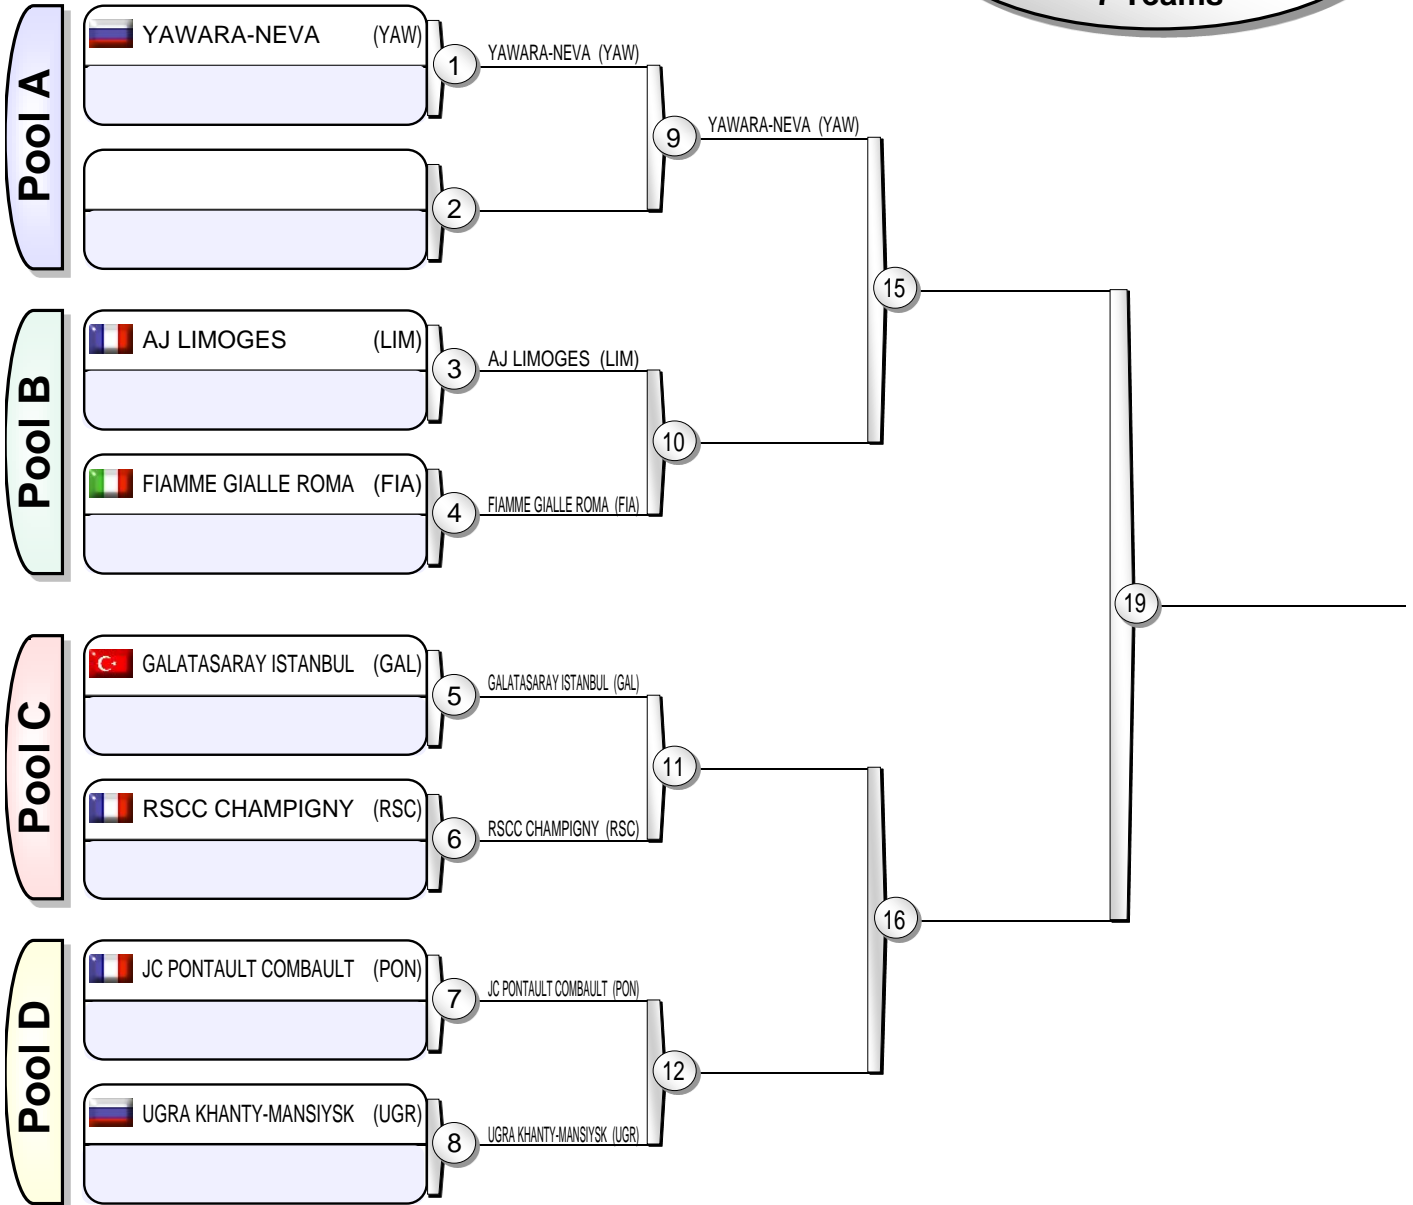 7 Teams
Pool A
YAWARA-NEVA (YAW)
1
YAWARA-NEVA (YAW)
9
YAWARA-NEVA (YAW)
2
15
Pool B
AJ LIMOGES (LIM)
3
AJ LIMOGES (LIM)
10
FIAMME GIALLE ROMA (FIA)
4
FIAMME GIALLE ROMA (FIA)
19
Pool C
GALATASARAY ISTANBUL (GAL)
5
GALATASARAY ISTANBUL (GAL)
11
RSCC CHAMPIGNY (RSC)
6
RSCC CHAMPIGNY (RSC)
16
Pool D
JC PONTAULT COMBAULT (PON)
7
JC PONTAULT COMBAULT (PON)
12
UGRA KHANTY-MANSIYSK (UGR)
8
UGRA KHANTY-MANSIYSK (UGR)